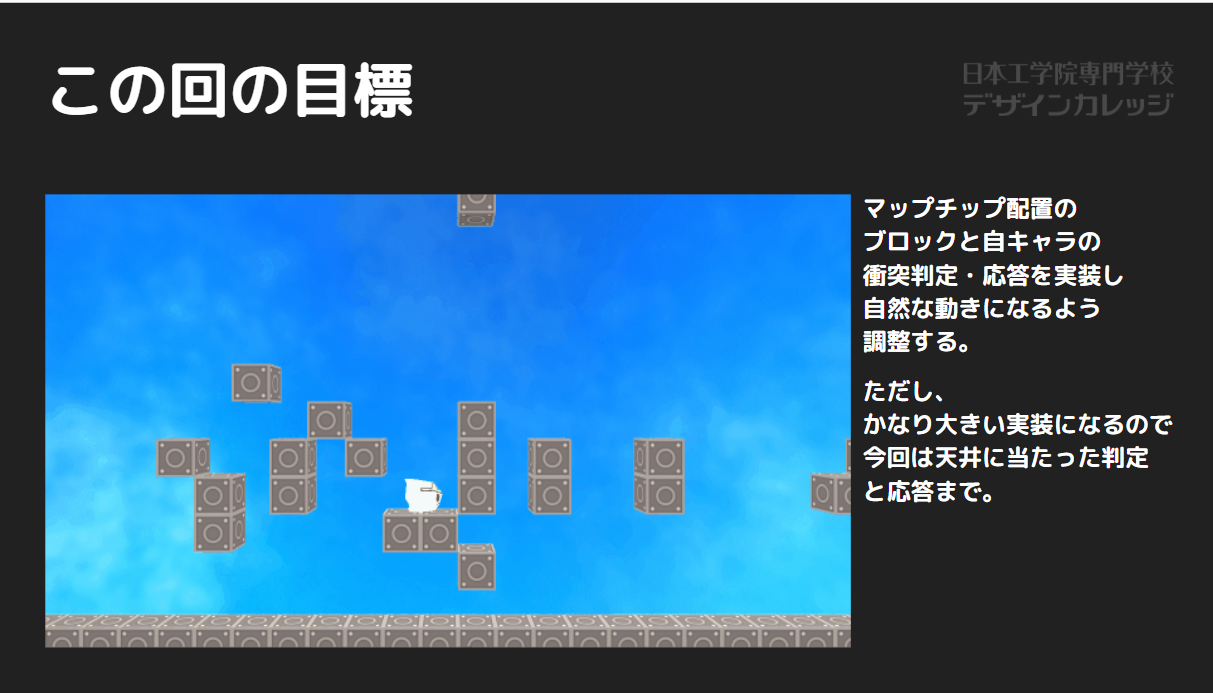 この回の目標
日本工学院専門学校
デザインカレッジ
マップチップ配置の
ブロックと自キャラの
衝突判定・応答を実装し
自然な動きになるよう
調整する。
ただし、
かなり大きい実装になるので
今回は天井に当たった判定
と応答まで。